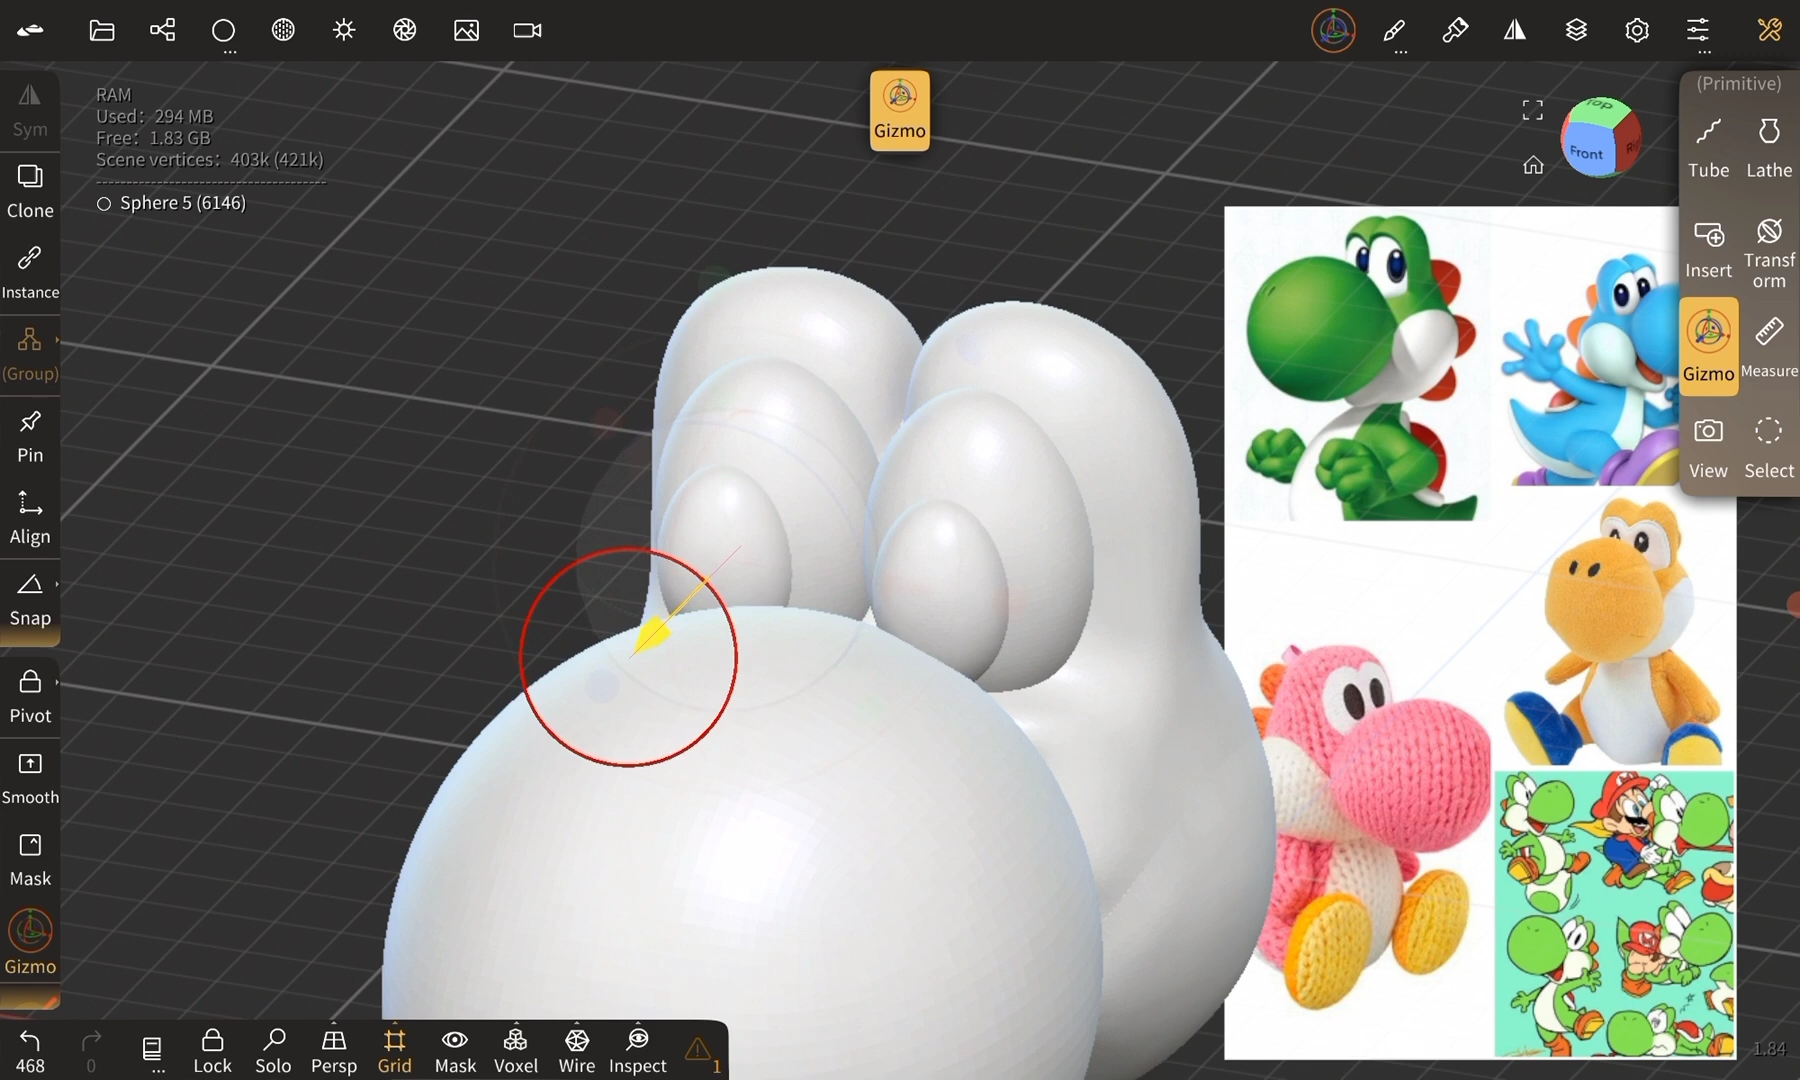 RAM
Used: 294 MB
Free: 1.83 GB
Scene vertices: 403k (421k)
Sphere 5 (6146)
Sym
Clone
Instance
(Group)
Pin
Align
Snap
Pivot
Smooth
Mask
Gizmo
Gizmo
Top
Front
(Primitive)
Tube
Lathe
Insert
Transf
orm
Gizmo
Measure
View
Select
468
0
...
Lock
Solo
Persp
Grid
Mask
Voxel
Wire
Inspect
1
1.84